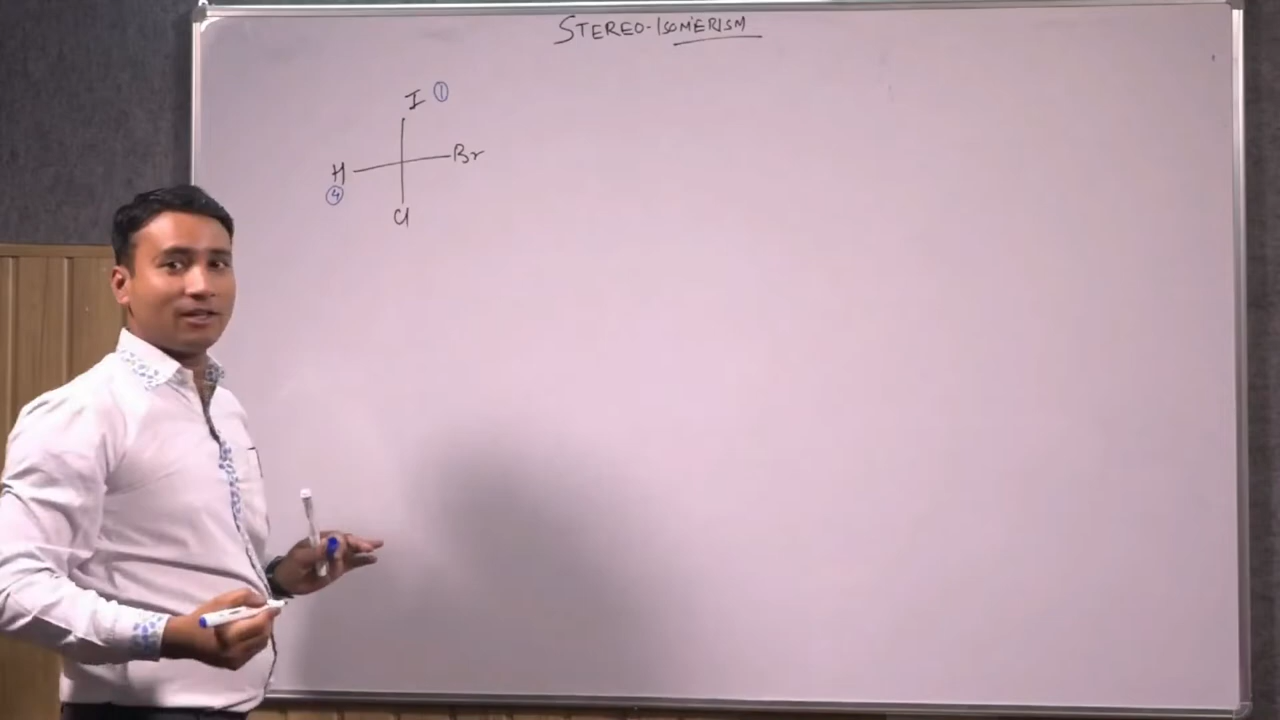 STEREO-ISOMERISM
I ①
H Br
④
Cl